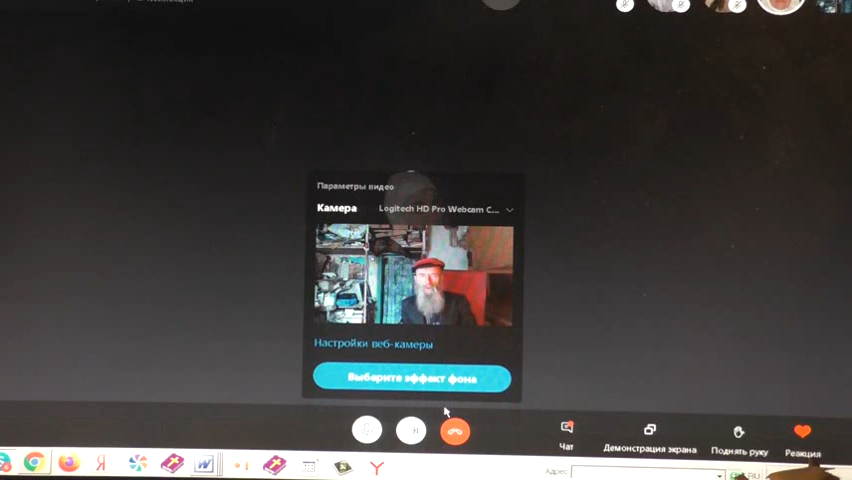 Параметры видео
Камера Logitech HD Pro Webcam C...
Настройки веб-камеры
Выберите эффект фона
Чат
Демонстрация экрана
Поднять руку
Реакция
Адрес
RU